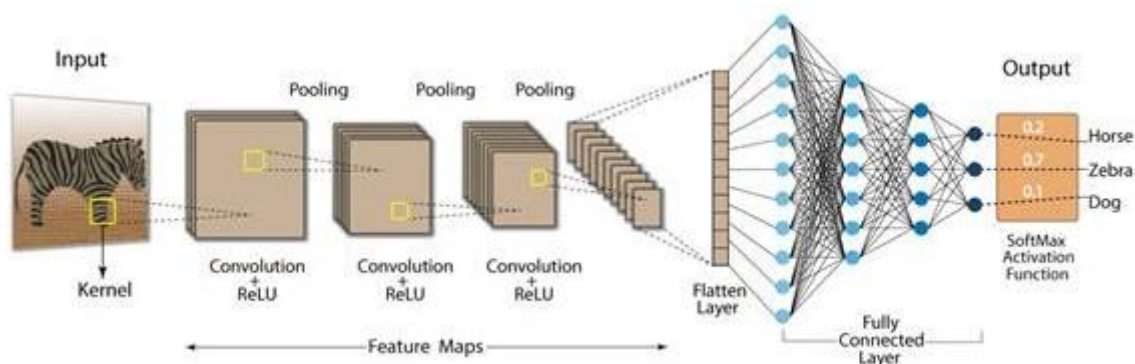 Input
Kernel
Pooling
Pooling
Pooling
Convolution
+
ReLU
Convolution
+
ReLU
Convolution
+
ReLU
Feature Maps
Flatten
Layer
Fully
Connected
Layer
Output
0.2
0.7
0.1
Horse
Zebra
Dog
SoftMax
Activation
Function